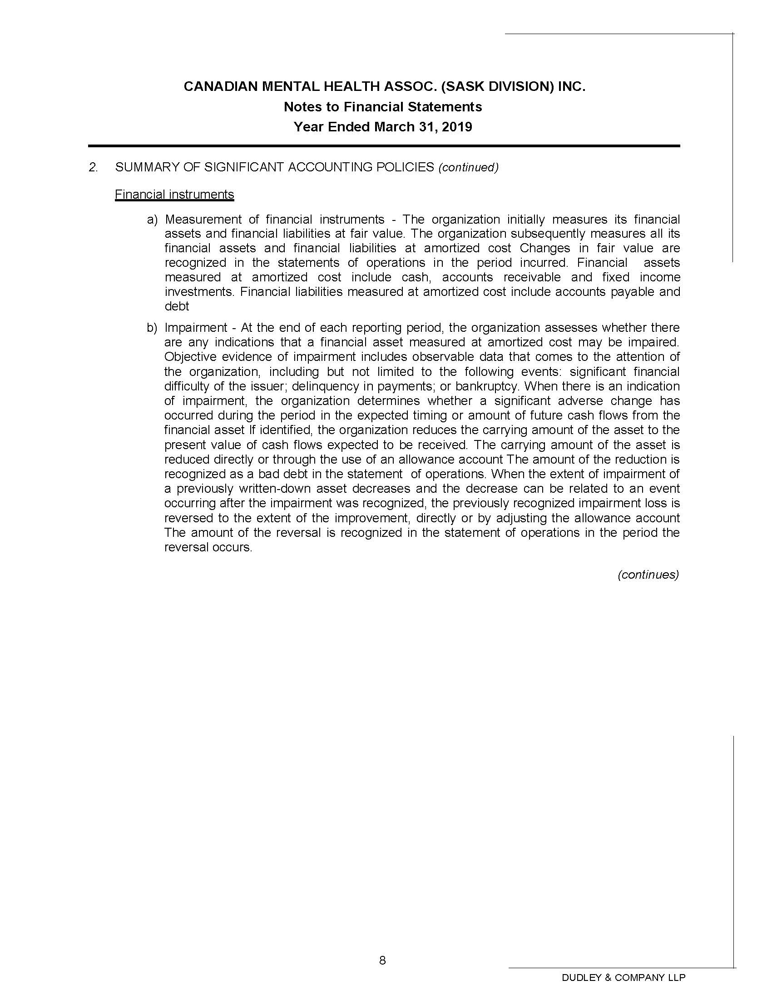 CANADIAN MENTAL HEALTH ASSOC. (SASK DIVISION) INC.
Notes to Financial Statements
Year Ended March 31, 2019
2. SUMMARY OF SIGNIFICANT ACCOUNTING POLICIES (continued)
Financial instruments
a) Measurement of financial instruments - The organization initially measures its financial
assets and financial liabilities at fair value. The organization subsequently measures all its
financial assets and financial liabilities at amortized cost Changes in fair value are
recognized in the statements of operations in the period incurred. Financial assets
measured at amortized cost include cash, accounts receivable and fixed income
investments. Financial liabilities measured at amortized cost include accounts payable and
debt
b) Impairment - At the end of each reporting period, the organization assesses whether there
are any indications that a financial asset measured at amortized cost may be impaired.
Objective evidence of impairment includes observable data that comes to the attention of
the organization, including but not limited to the following events: significant financial
difficulty of the issuer; delinquency in payments; or bankruptcy. When there is an indication
of impairment, the organization determines whether a significant adverse change has
occurred during the period in the expected timing or amount of future cash flows from the
financial asset If identified, the organization reduces the carrying amount of the asset to the
present value of cash flows expected to be received. The carrying amount of the asset is
reduced directly or through the use of an allowance account The amount of the reduction is
recognized as a bad debt in the statement of operations. When the extent of impairment of
a previously written-down asset decreases and the decrease can be related to an event
occurring after the impairment was recognized, the previously recognized impairment loss is
reversed to the extent of the improvement, directly or by adjusting the allowance account
The amount of the reversal is recognized in the statement of operations in the period the
reversal occurs.
(continues)
8
DUDLEY & COMPANY LLP